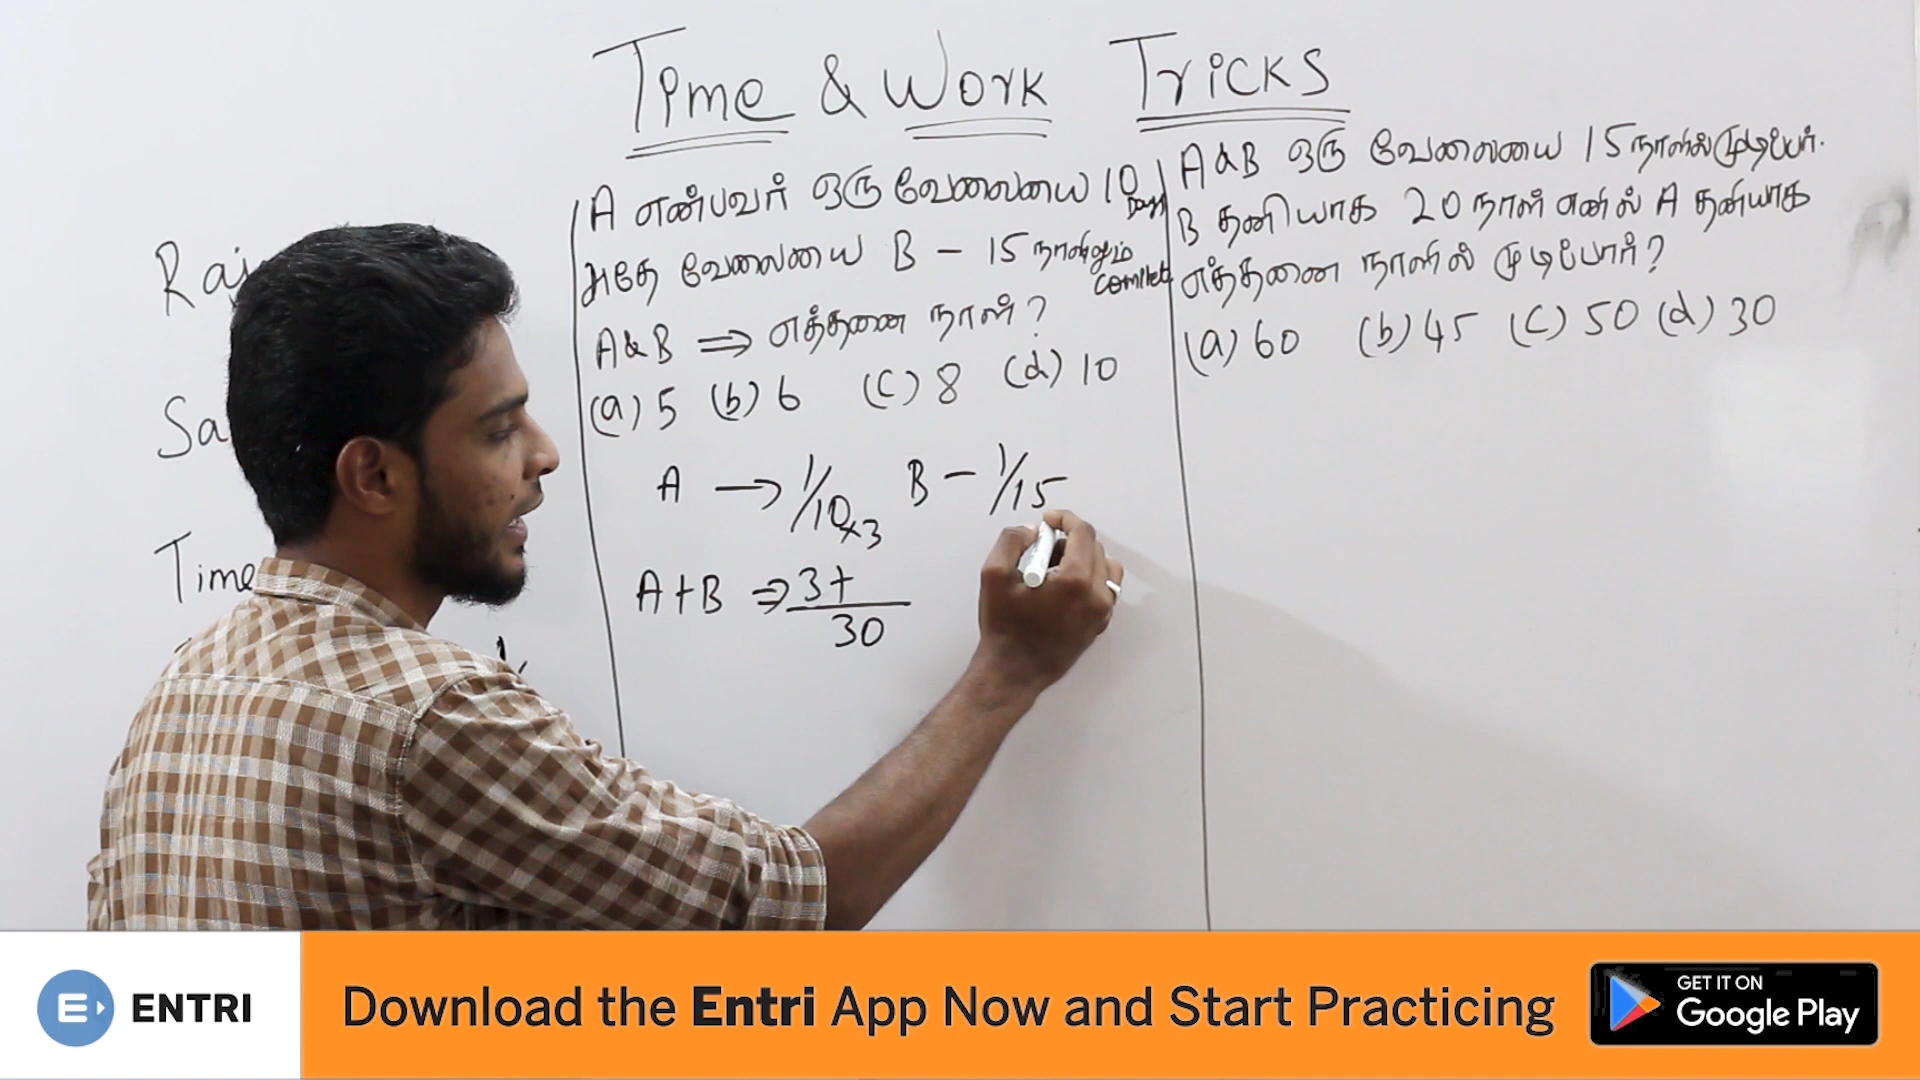 Time & Work Tricks
Raj
Sa
Time
A என்பவர் ஒரு வேலையை 10 Days
அதே வேலையை B - 15 நாளிலும்
A&B ⇒ எத்தனை நாள்?
(a) 5 (b) 6 (c) 8 (d) 10
A → 1/10 ×3 B - 1/15
A+B ⇒ 3+
30
A&B ஒரு வேலையை 15 நாளில் முடிப்பர்.
B தனியாக 20 நாள் எனில் A தனியாக
எத்தனை நாளில் முடிப்பார்?
(a) 60 (b) 45 (c) 50 (d) 30
E ENTRI
Download the Entri App Now and Start Practicing
GET IT ON
Google Play